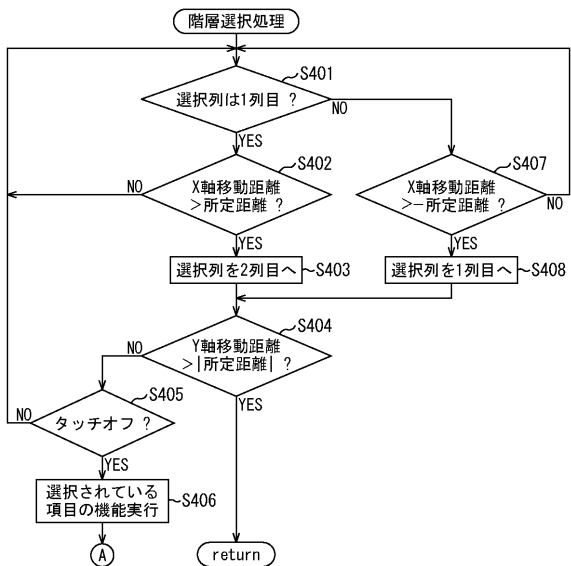 階層選択処理
S401
選択列は1列目 ?
NO
YES
S402
NO
X軸移動距離
>所定距離 ?
YES
S407
X軸移動距離
>-所定距離 ?
NO
YES
選択列を2列目へ
S403
選択列を1列目へ
S408
S404
NO
Y軸移動距離
>|所定距離| ?
YES
S405
NO
タッチオフ ?
YES
選択されている
項目の機能実行
S406
A
return